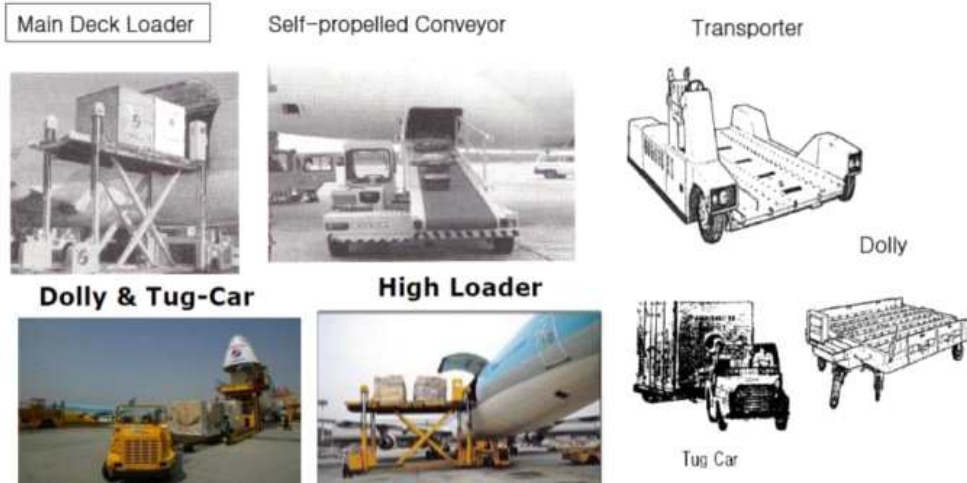 Main Deck Loader
Self-propelled Conveyor
Transporter
Dolly
Dolly & Tug-Car
High Loader
Tug Car